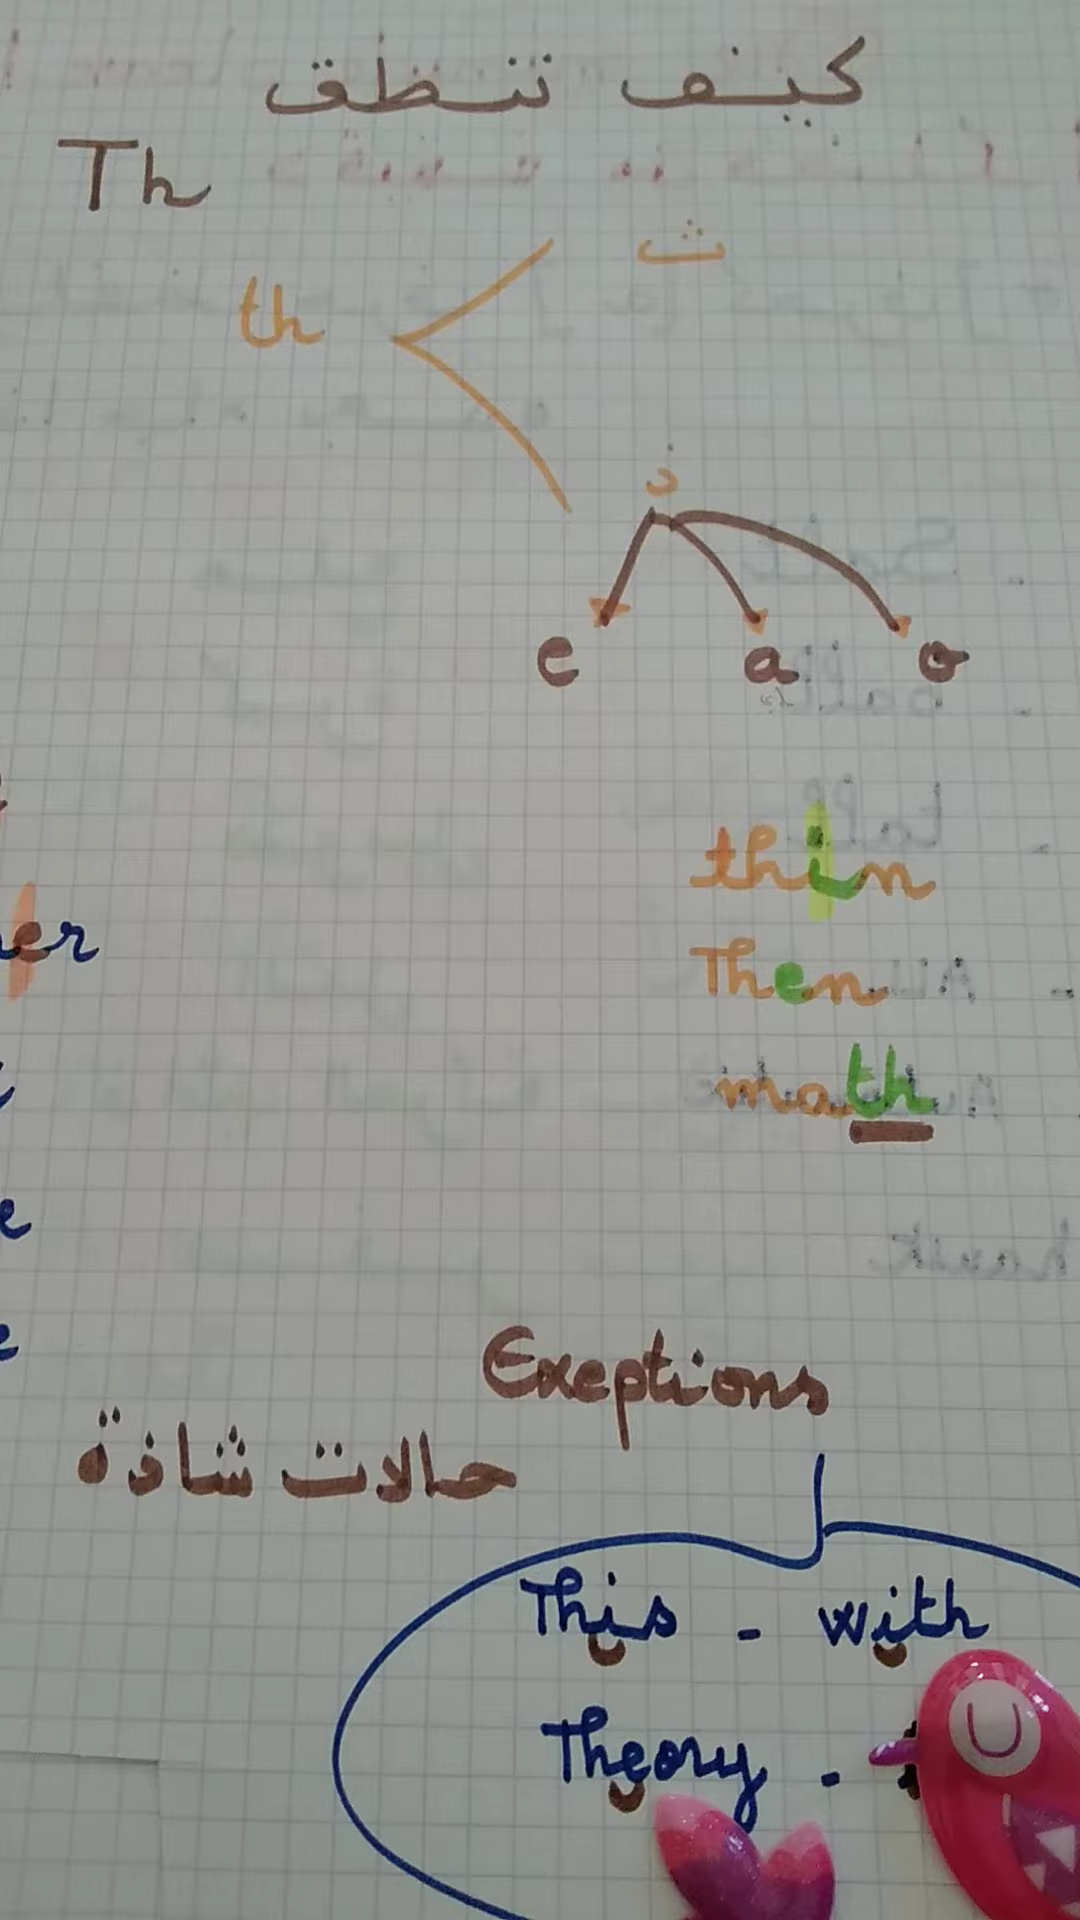 كيف تنطق
Th
th
ث
ذ
e a o
thin
er
Then
math
e
Exeptions
حالات شاذة
This - with
Theory -